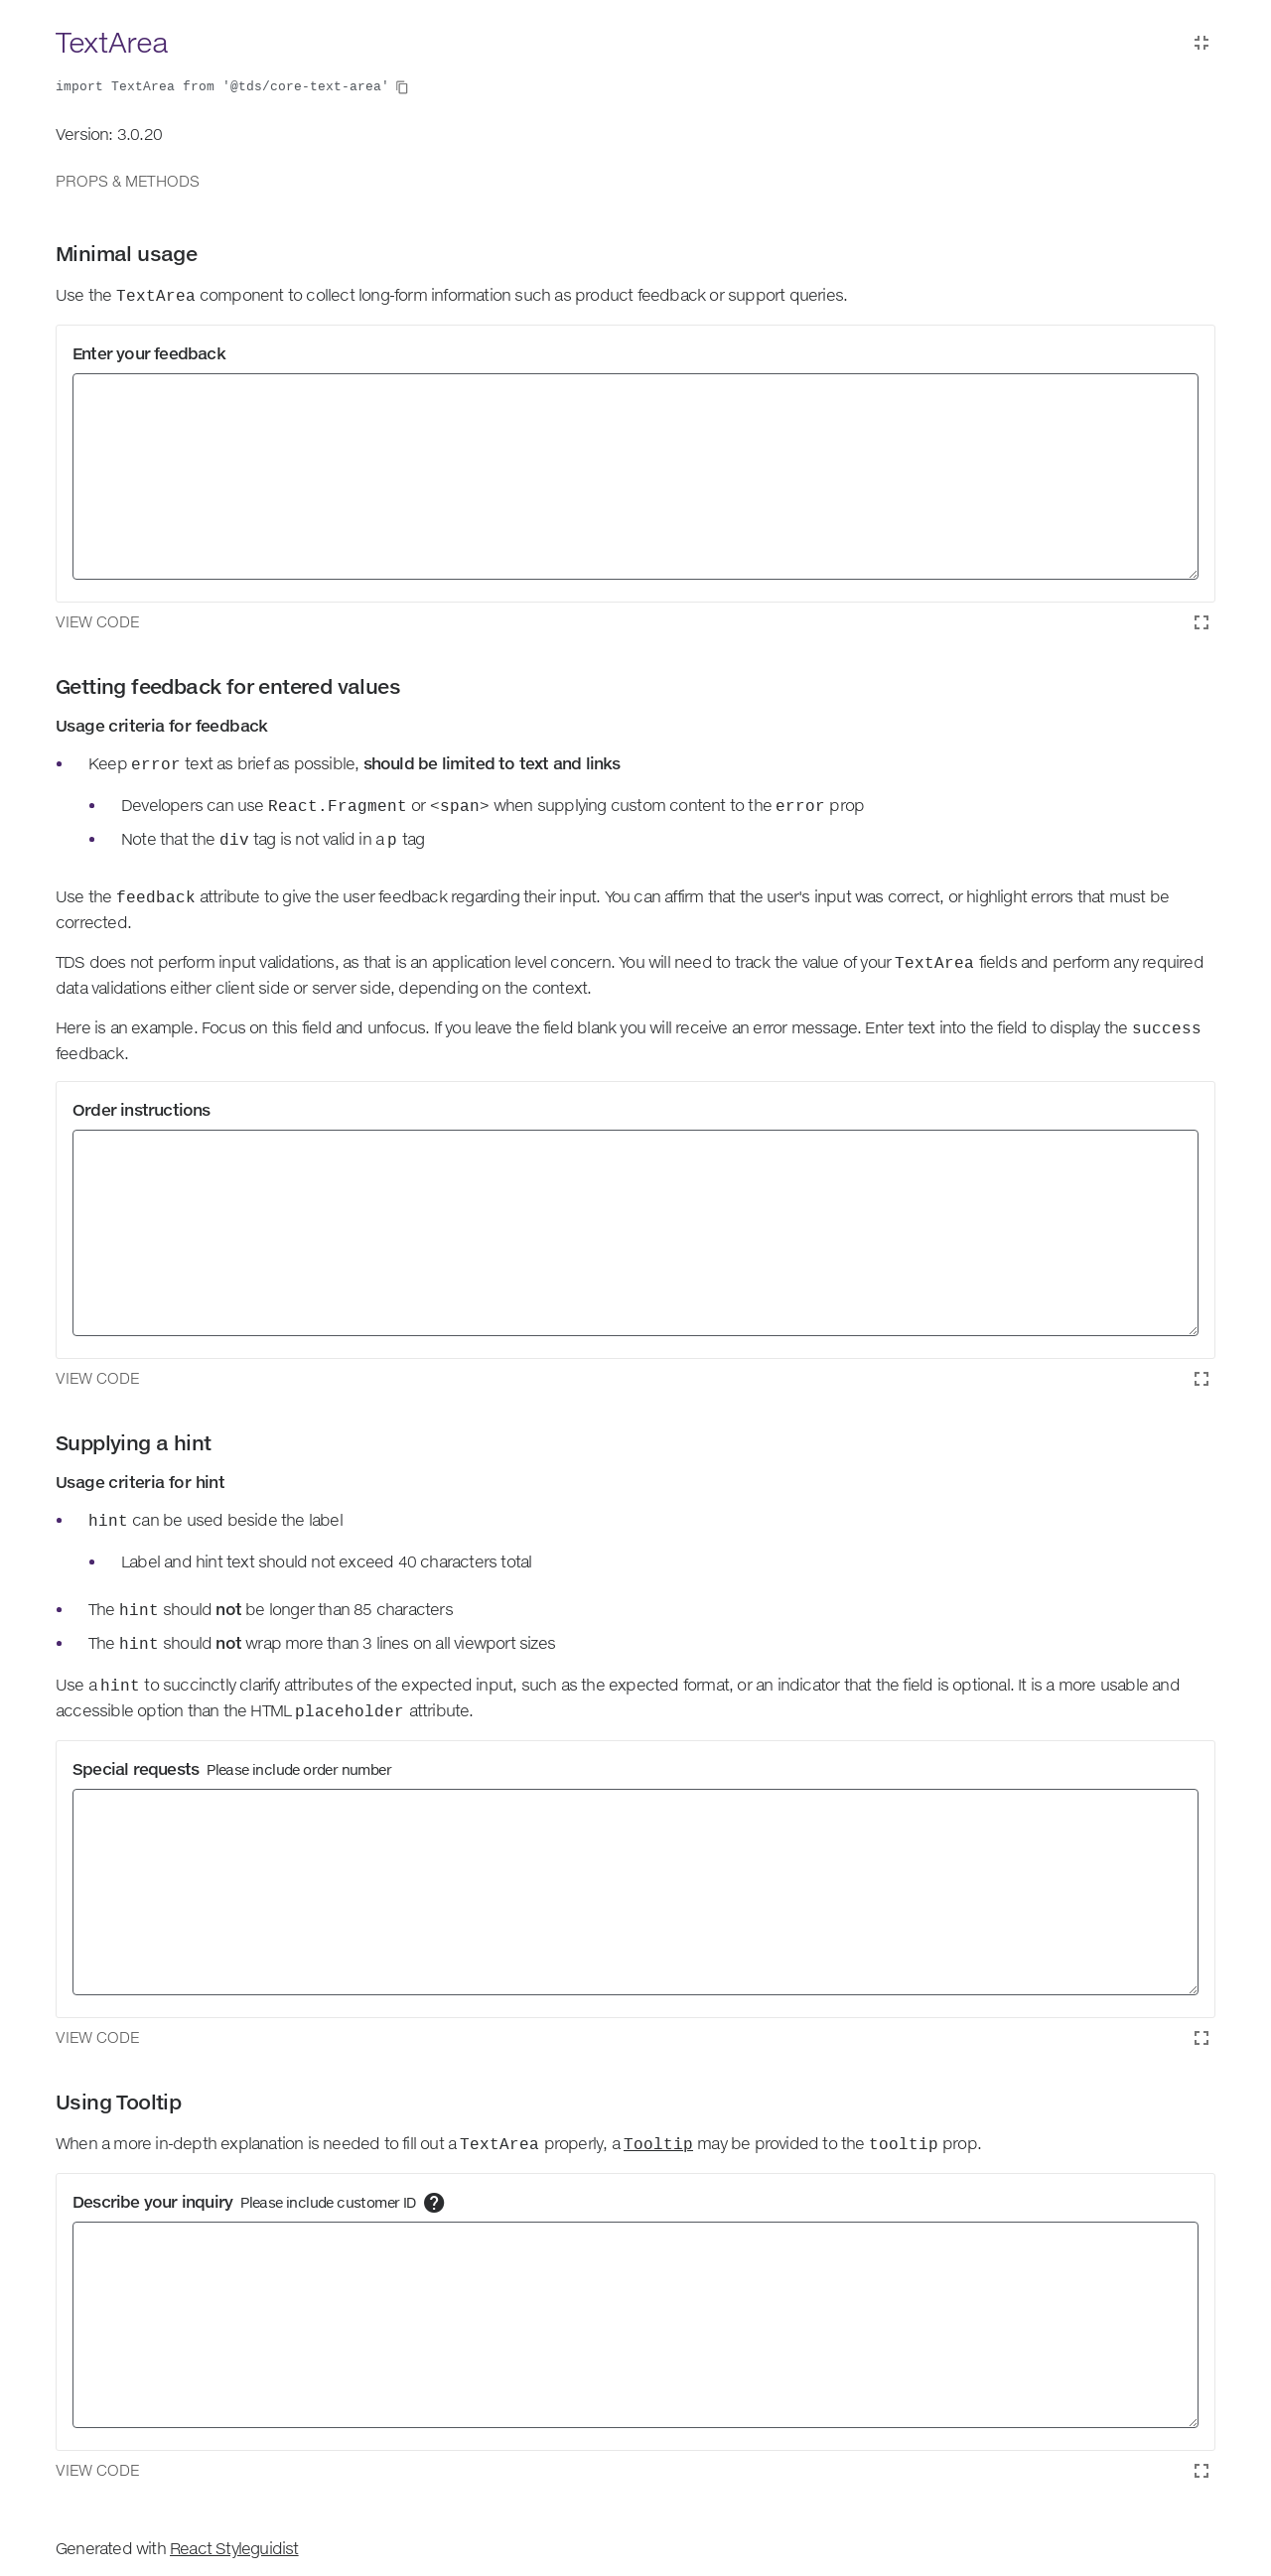 TextArea
import TextArea from '@tds/core-text-area'
Version: 3.0.20
PROPS & METHODS
Minimal usage
Use the TextArea component to collect long-form information such as product feedback or support queries.
Enter your feedback
VIEW CODE
Getting feedback for entered values
Usage criteria for feedback
• Keep error text as brief as possible, should be limited to text and links
• Developers can use React.Fragment or <span> when supplying custom content to the error prop
• Note that the div tag is not valid in a p tag
Use the feedback attribute to give the user feedback regarding their input. You can affirm that the user's input was correct, or highlight errors that must be
corrected.
TDS does not perform input validations, as that is an application level concern. You will need to track the value of your TextArea fields and perform any required
data validations either client side or server side, depending on the context.
Here is an example. Focus on this field and unfocus. If you leave the field blank you will receive an error message. Enter text into the field to display the success
feedback.
Order instructions
VIEW CODE
Supplying a hint
Usage criteria for hint
• hint can be used beside the label
• Label and hint text should not exceed 40 characters total
• The hint should not be longer than 85 characters
• The hint should not wrap more than 3 lines on all viewport sizes
Use a hint to succinctly clarify attributes of the expected input, such as the expected format, or an indicator that the field is optional. It is a more usable and
accessible option than the HTML placeholder attribute.
Special requests Please include order number
VIEW CODE
Using Tooltip
When a more in-depth explanation is needed to fill out a TextArea properly, a Tooltip may be provided to the tooltip prop.
Describe your inquiry Please include customer ID ?
VIEW CODE
Generated with React Styleguidist